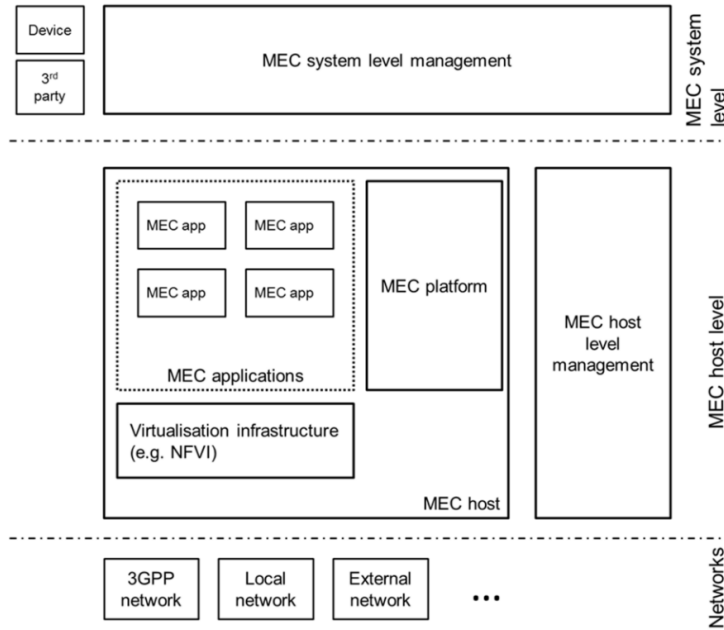 Device
3rd
party
MEC system level management
MEC system
level
MEC app
MEC app
MEC app
MEC app
MEC applications
MEC platform
Virtualisation infrastructure
(e.g. NFVI)
MEC host
MEC host
level
management
MEC host level
3GPP
network
Local
network
External
network
...
Networks